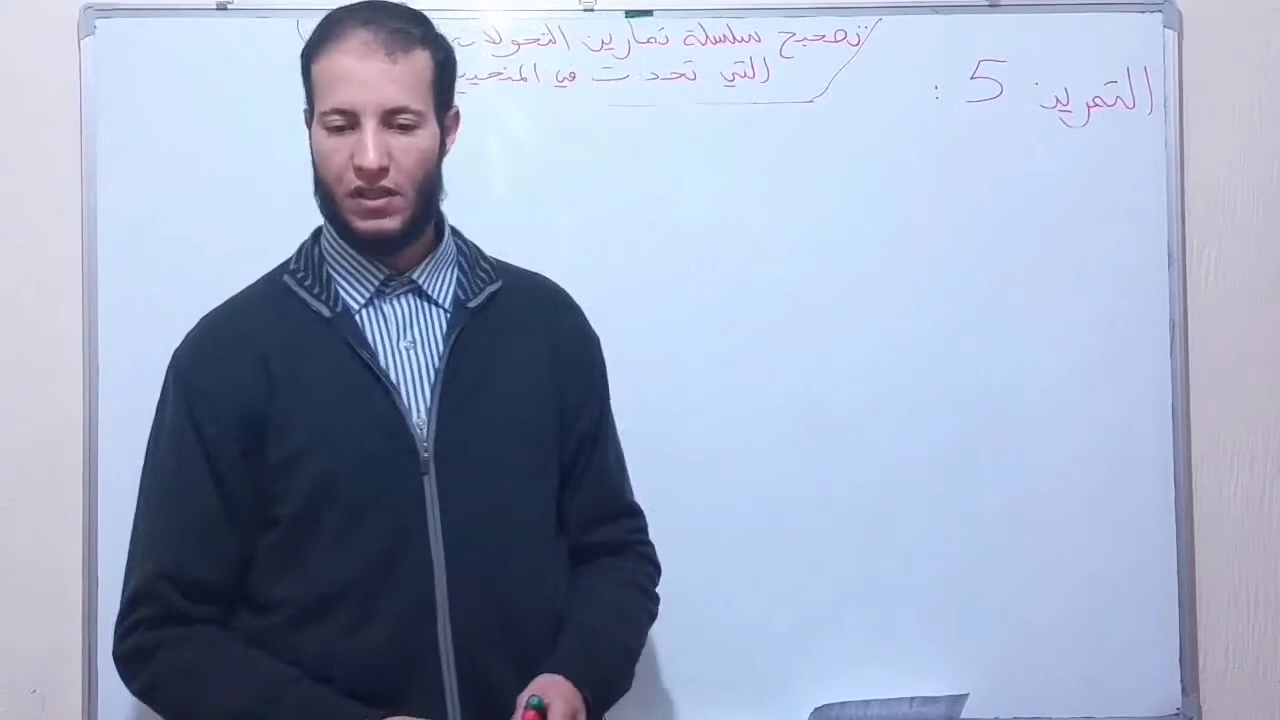 تصحيح سلسلة تمارين التحولات
التي تحدث في
التمرين 5 :